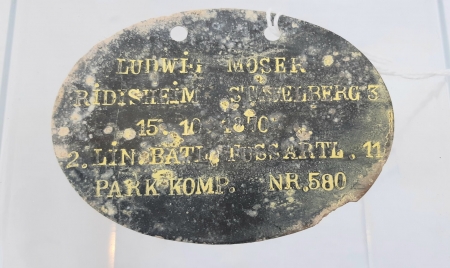 LUDWIG MOSER
RIDISHEIM 3
15. 10.
2. LIN. BATL. FUSSARTL. 11
PARK KOMP. NR. 580